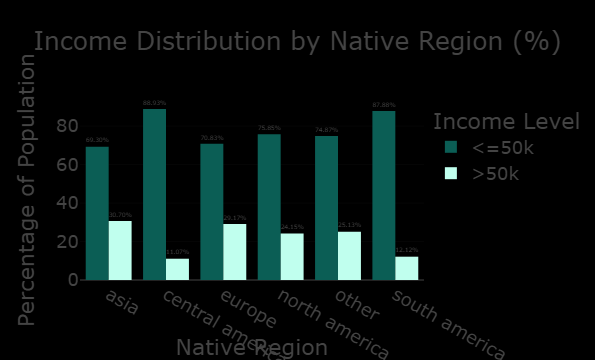 Income Distribution by Native Region (%)
Percentage of Population
80
60
40
20
0
69.30%
30.70%
88.93%
11.07%
70.83%
29.17%
75.85%
24.15%
74.87%
25.13%
87.88%
12.12%
asia
central america
europe
north america
other
south america
Native Region
Income Level
<=50k
>50k